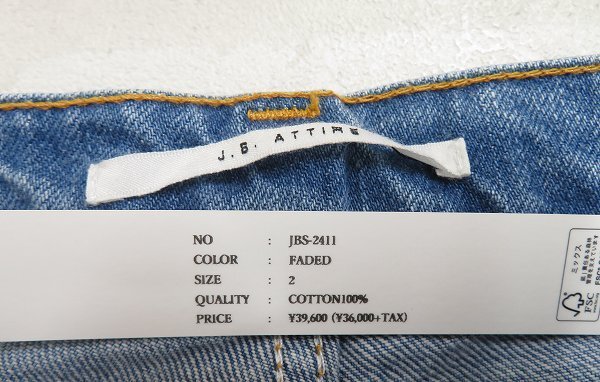 J.B. ATTIRE
NO : JBS-2411
COLOR : FADED
SIZE : 2
QUALITY : COTTON100%
PRICE : ¥39,600 (¥36,000+TAX)
ミックス
FSC